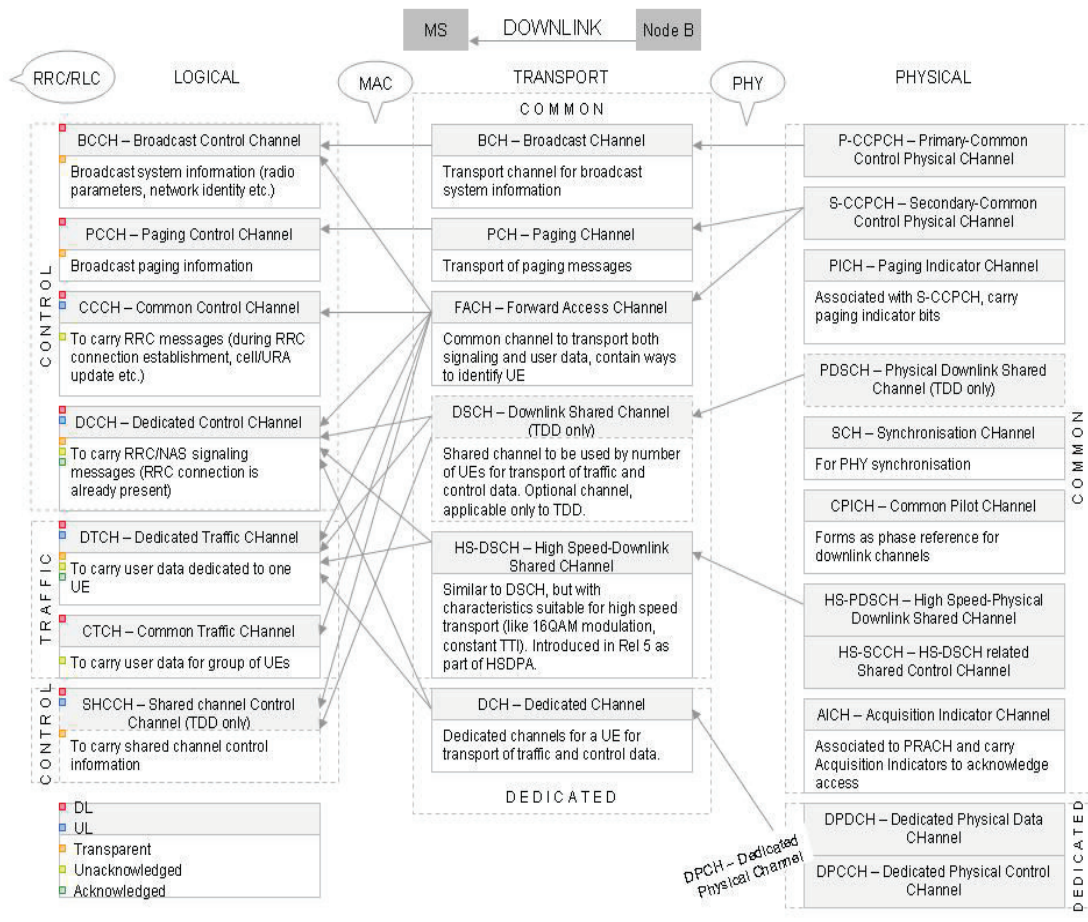 MS
DOWNLINK
Node B
RRC/RLC
LOGICAL
MAC
TRANSPORT
PHY
PHYSICAL
CONTROL
BCCH – Broadcast Control Channel
Broadcast system information (radio
parameters, network identity etc.)
PCCH – Paging Control CHannel
Broadcast paging information
CCCH – Common Control CHannel
To carry RRC messages (during RRC
connection establishment, cell/URA
update etc.)
DCCH – Dedicated Control CHannel
To carry RRC/NAS signaling
messages (RRC connection is
already present)
TRAFFIC
DTCH – Dedicated Traffic CHannel
To carry user data dedicated to one
UE
CTCH – Common Traffic CHannel
To carry user data for group of UEs
CONTROL
SHCCH – Shared channel Control
Channel (TDD only)
To carry shared channel control
information
DL
UL
Transparent
Unacknowledged
Acknowledged
COMMON
BCH – Broadcast CHannel
Transport channel for broadcast
system information
PCH – Paging CHannel
Transport of paging messages
FACH – Forward Access CHannel
Common channel to transport both
signaling and user data, contain ways
to identify UE
DSCH – Downlink Shared Channel
(TDD only)
Shared channel to be used by number
of UEs for transport of traffic and
control data. Optional channel,
applicable only to TDD.
HS-DSCH – High Speed-Downlink
Shared CHannel
Similar to DSCH, but with
characteristics suitable for high speed
transport (like 16QAM modulation,
constant TTI). Introduced in Rel 5 as
part of HSDPA.
DCH – Dedicated CHannel
Dedicated channels for a UE for
transport of traffic and control data.
DEDICATED
DPCH – Dedicated
Physical Channel
P-CCPCH – Primary-Common
Control Physical CHannel
S-CCPCH – Secondary-Common
Control Physical CHannel
PICH – Paging Indicator CHannel
Associated with S-CCPCH, carry
paging indicator bits
PDSCH – Physical Downlink Shared
Channel (TDD only)
SCH – Synchronisation CHannel
For PHY synchronisation
CPICH – Common Pilot CHannel
Forms as phase reference for
downlink channels
HS-PDSCH – High Speed-Physical
Downlink Shared CHannel
HS-SCCH – HS-DSCH related
Shared Control CHannel
AICH – Acquisition Indicator CHannel
Associated to PRACH and carry
Acquisition Indicators to acknowledge
access
COMMON
DPDCH – Dedicated Physical Data
CHannel
DPCCH – Dedicated Physical Control
CHannel
DEDICATED